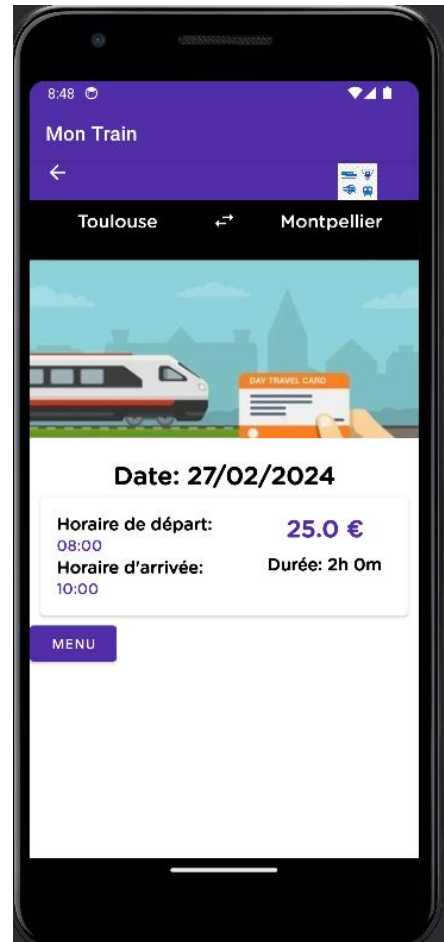 8:48
Mon Train
Toulouse Montpellier
DAY TRAVEL CARD
Date: 27/02/2024
Horaire de départ:
25.0 €
08:00
Durée: 2h 0m
Horaire d'arrivée:
10:00
MENU